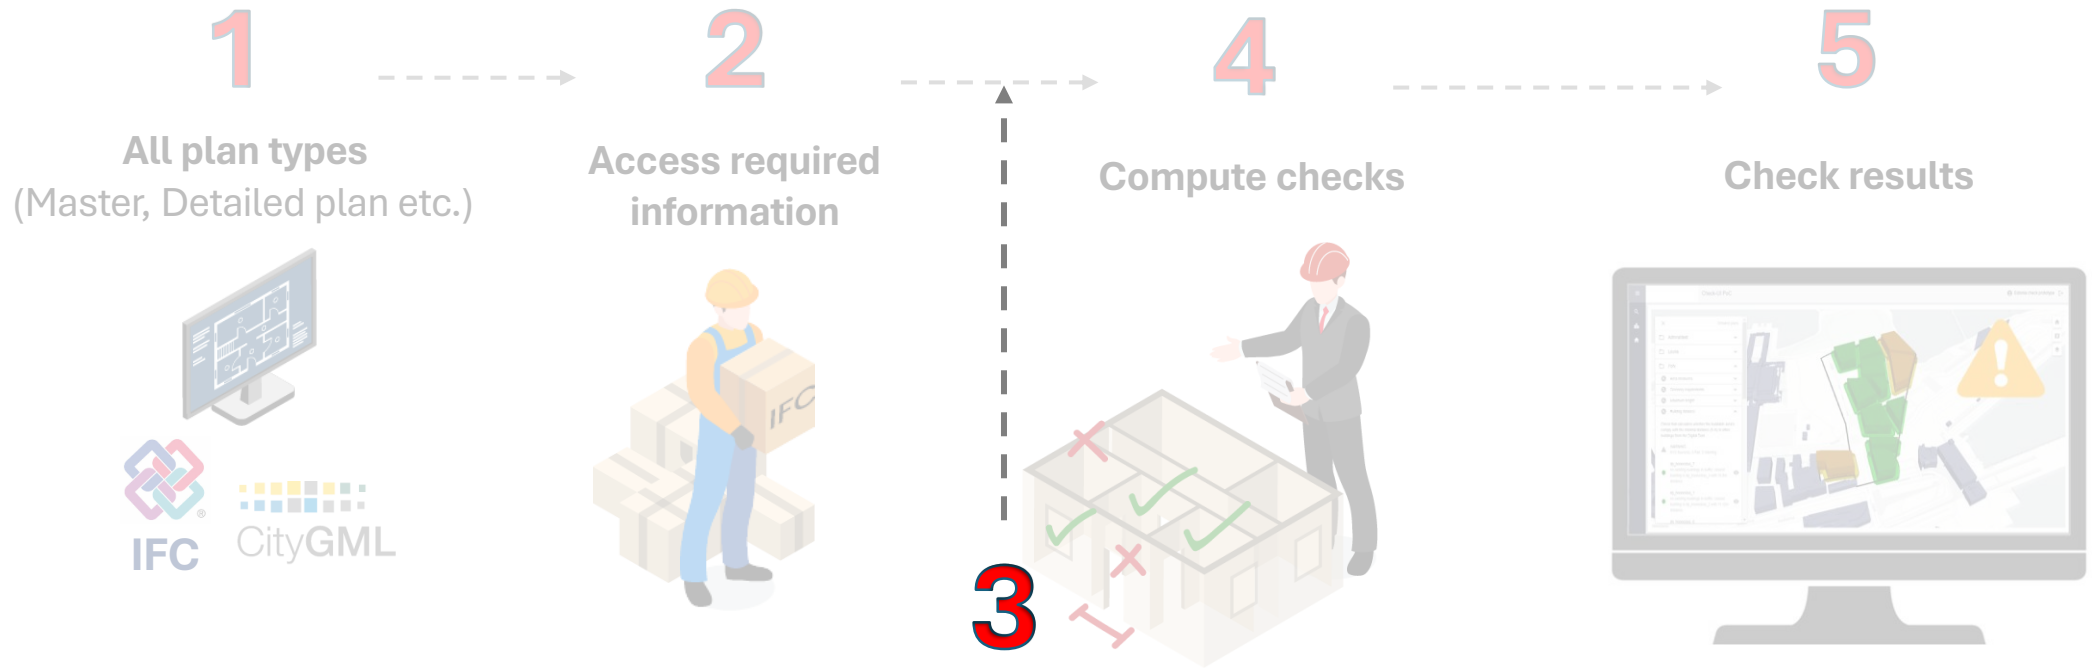 1
All plan types
(Master, Detailed plan etc.)
IFC
CityGML
2
Access required
information
IFC
3
4
Compute checks
5
Check results